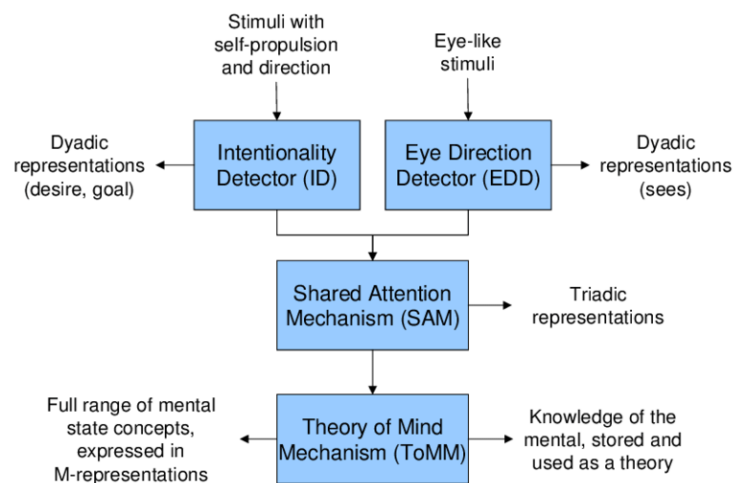 Stimuli with
self-propulsion
and direction
Eye-like
stimuli
Dyadic
representations
(desire, goal)
Intentionality
Detector (ID)
Eye Direction
Detector (EDD)
Dyadic
representations
(sees)
Shared Attention
Mechanism (SAM)
Triadic
representations
Full range of mental
state concepts,
expressed in
M-representations
Theory of Mind
Mechanism (ToMM)
Knowledge of the
mental, stored and
used as a theory